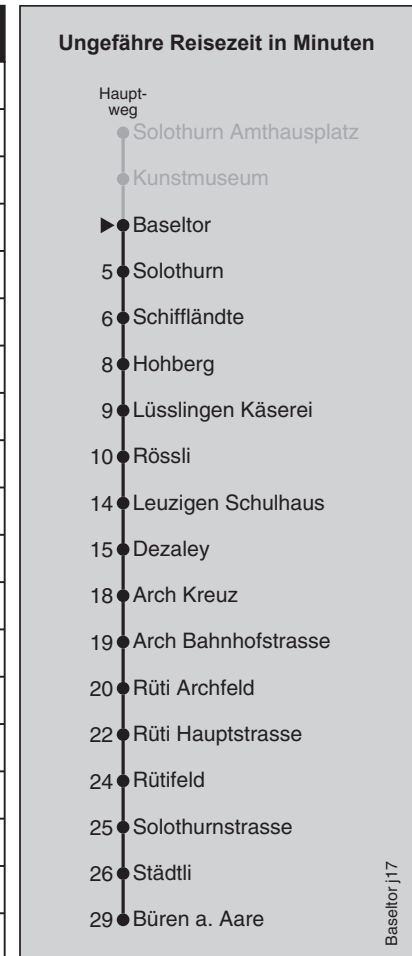 Ungefähre Reisezeit in Minuten
Haupt-
weg
Solothurn Amthausplatz
Kunstmuseum
Baseltor
5 Solothurn
6 Schiffländte
8 Hohberg
9 Lüsslingen Käserei
10 Rössli
14 Leuzigen Schulhaus
15 Dezaley
18 Arch Kreuz
19 Arch Bahnhofstrasse
20 Rüti Archfeld
22 Rüti Hauptstrasse
24 Rütifeld
25 Solothurnstrasse
26 Städtli
29 Büren a. Aare
Baseltor j17